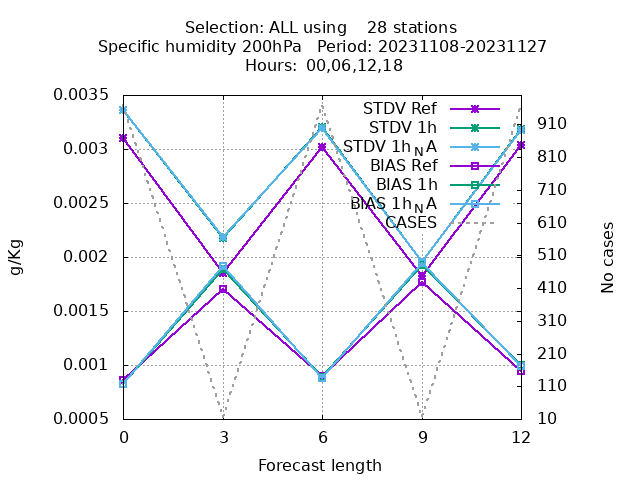 Selection: ALL using    28 stations
Specific humidity 200hPa   Period: 20231108-20231127
Hours:  00,06,12,18
0.0035
0.003
0.0025
0.002
0.0015
0.001
0.0005
g/Kg
STDV Ref
STDV 1h
STDV 1hNA
BIAS Ref
BIAS 1h
BIAS 1hNA
CASES
910
810
710
610
510
410
310
210
110
10
No cases
0 3 6 9 12
Forecast length